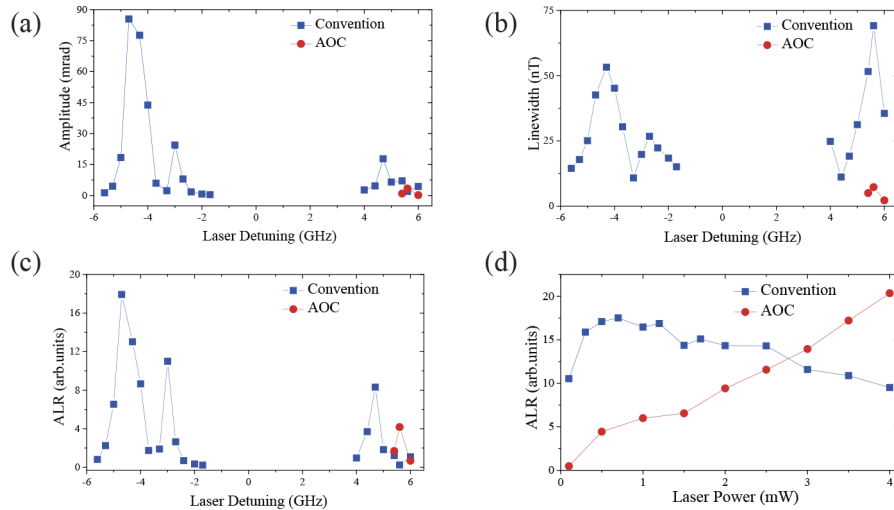 (a)
90
75
60
45
30
15
0
Amplitude (mrad)
Convention
AOC
-6 -4 -2 0 2 4 6
Laser Detuning (GHz)
(b)
75
50
25
0
Linewidth (nT)
Convention
AOC
-6 -4 -2 0 2 4 6
Laser Detuning (GHz)
(c)
20
16
12
8
4
0
ALR (arb.units)
Convention
AOC
-6 -4 -2 0 2 4 6
Laser Detuning (GHz)
(d)
20
15
10
5
0
ALR (arb.units)
Convention
AOC
0 1 2 3 4
Laser Power (mW)